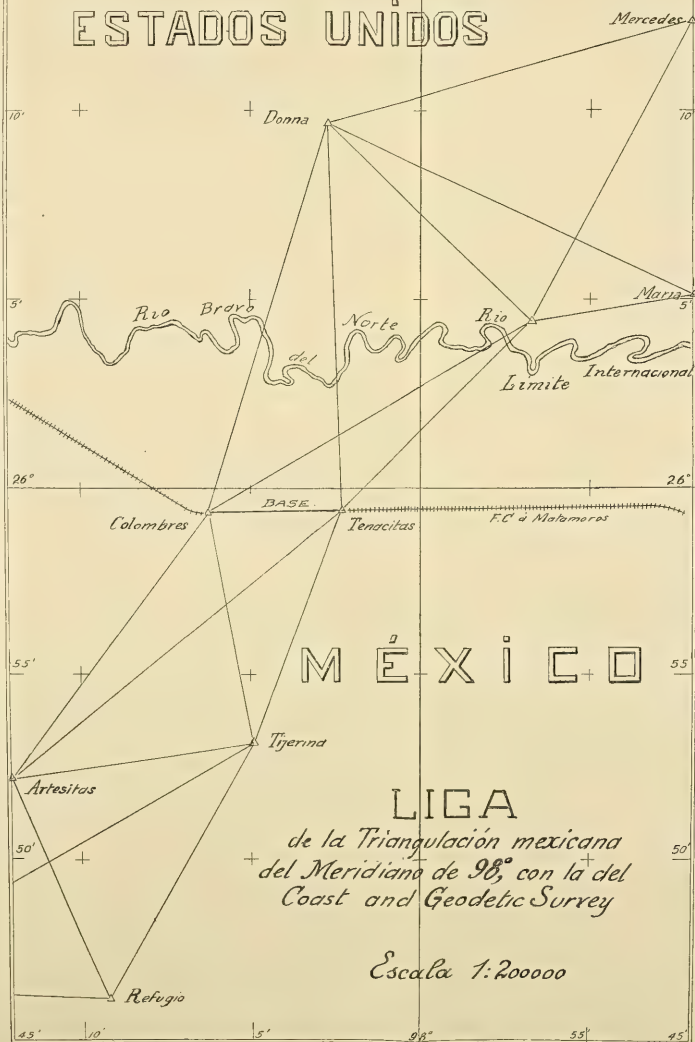 ESTADOS UNIDOS
Mercedes
10'
Donna
10'
5'
Rio Bravo del Norte
Rio
Maria
5'
Límite Internacional
26°
26°
Colombres
BASE.
Tenacitas
F.C á Matamoros
MÉXICO
55'
55
Tijerina
Artesitas
LIGA
de la Triangulación mexicana
del Meridiano de 98°, con la del
Coast and Geodetic Survey
50'
50'
Escala 1:200000
Refugio
45'
10'
5'
98°
55'
45'